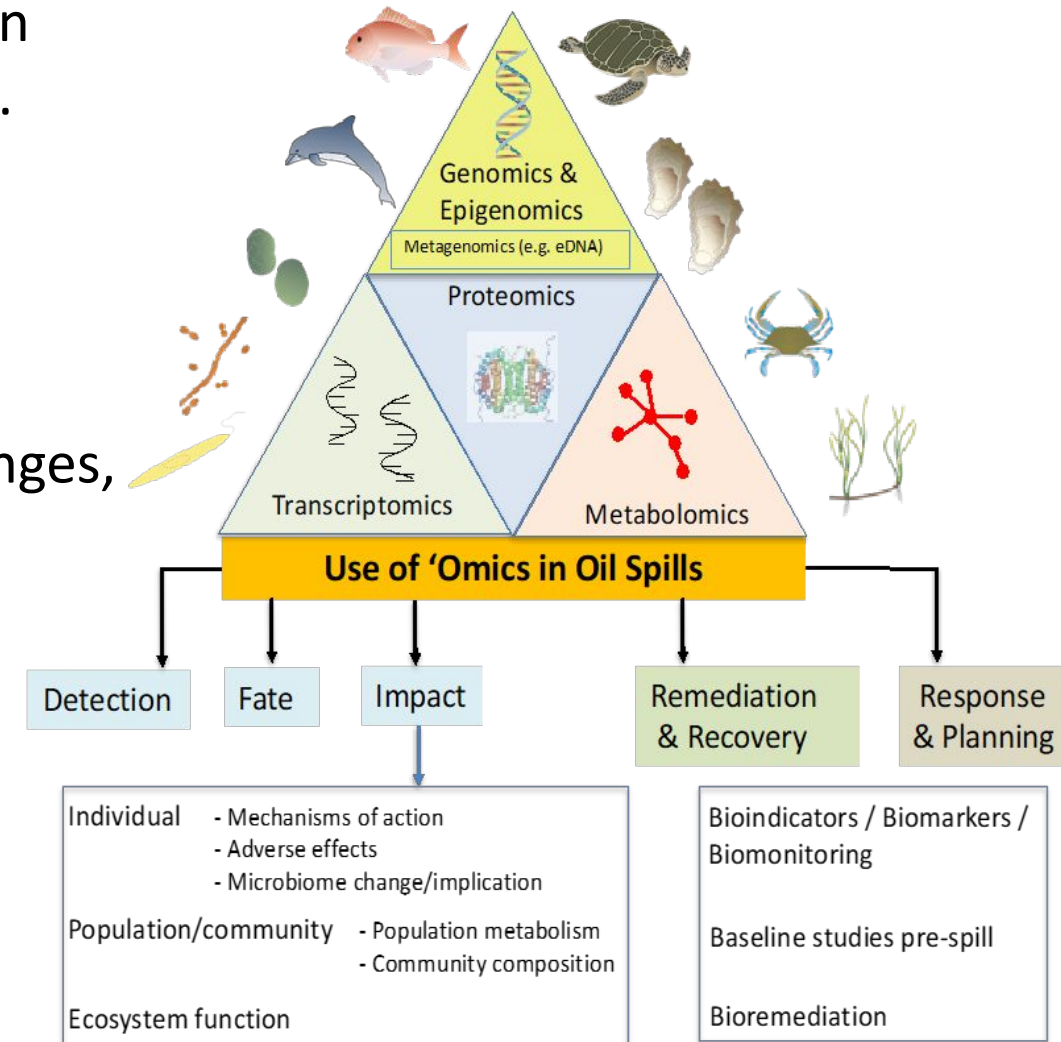 n
.
nges,
Genomics &
Epigenomics
Metagenomics (e.g. eDNA)
Proteomics
Transcriptomics
Metabolomics
Use of ‘Omics in Oil Spills
Detection
Fate
Impact
Remediation
& Recovery
Response
& Planning
Individual - Mechanisms of action
- Adverse effects
- Microbiome change/implication
Population/community - Population metabolism
- Community composition
Ecosystem function
Bioindicators / Biomarkers /
Biomonitoring
Baseline studies pre-spill
Bioremediation